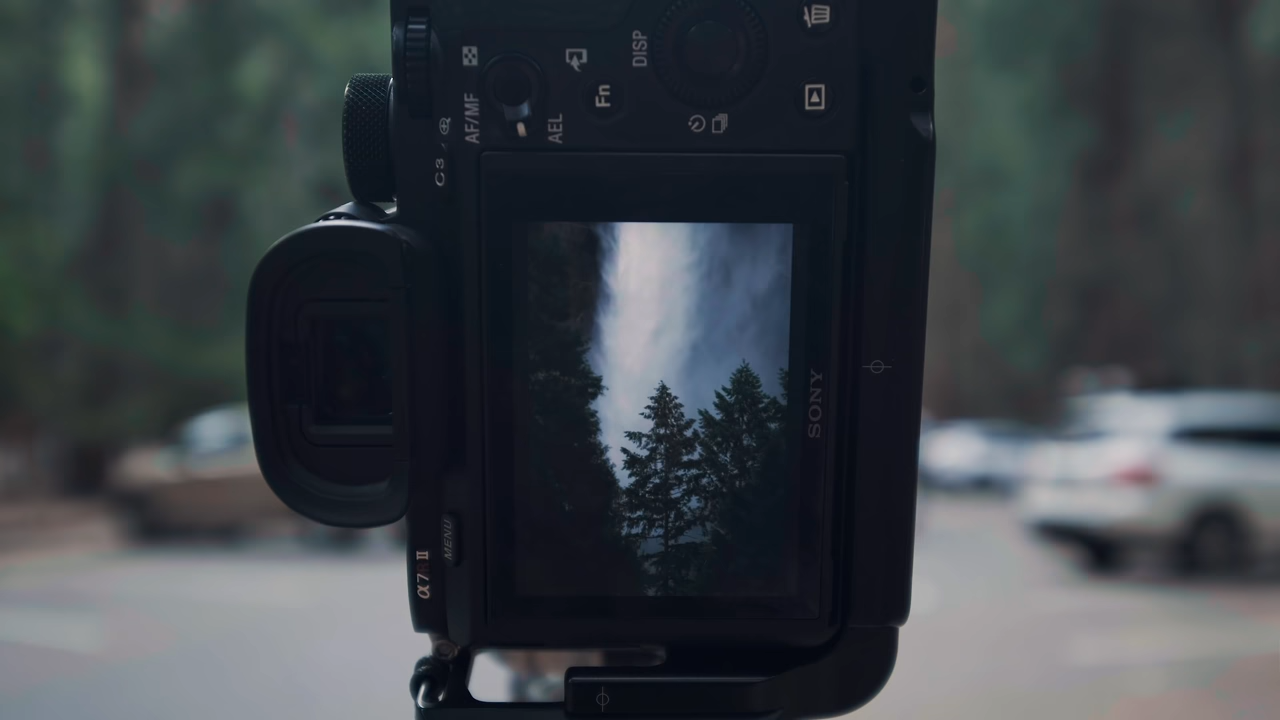 DISP
Fn
AF/MF
AEL
C3
SONY
MENU
α7RII